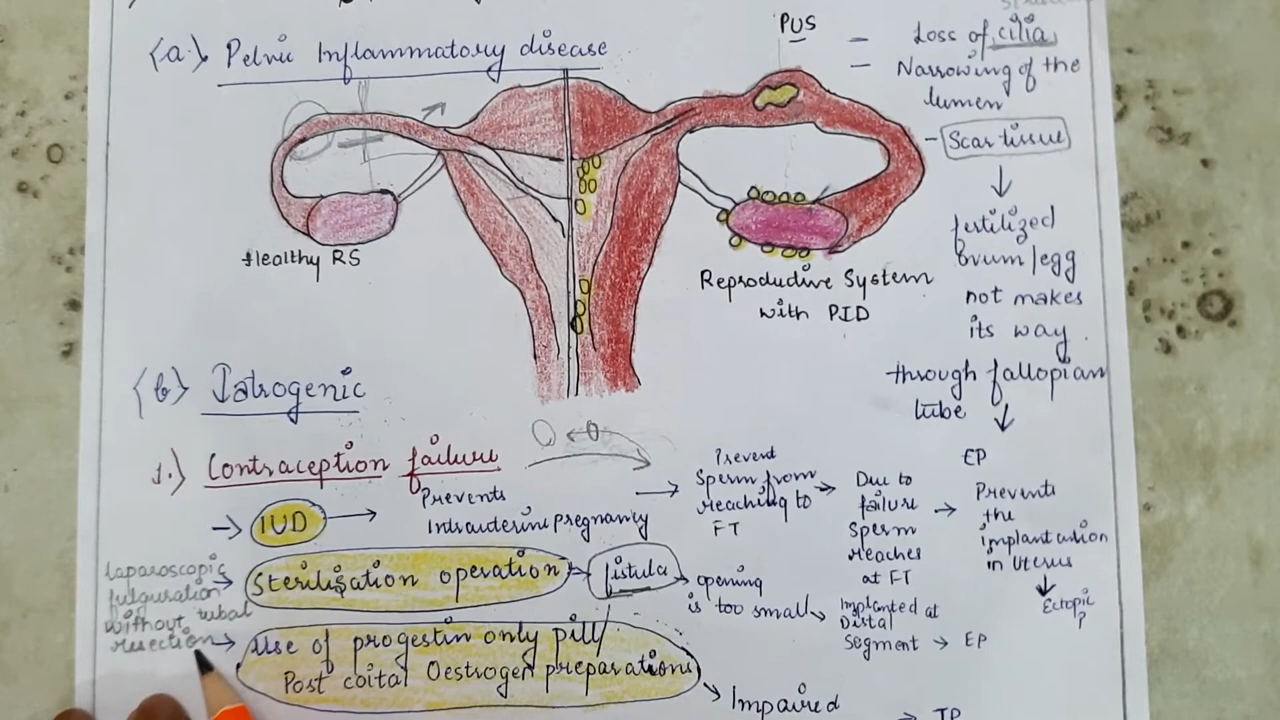 (a) Pelvic Inflammatory disease
PUS
- Loss of cilia
- Narrowing of the
lumen
- Scar tissue
fertilized
ovum/egg
not makes
its way
through fallopian
tube
EP
Healthy RS
Reproductive System
with PID
(b) Iatrogenic
1.) Contraception failure
IUD
Prevents
Intrauterine pregnancy
Prevent
Sperm from
reaching to
FT
Due to
failure
Sperm
reaches
at FT
Prevents
the
implantation
in Uterus
Ectopic
P
laparoscopic
fulguration
without tubal
resection
Sterilisation operation
fistula
opening
is too small
Implanted at
Distal
Segment → EP
Use of progestin only pill/
Post coital Oestrogen preparations
Impaired